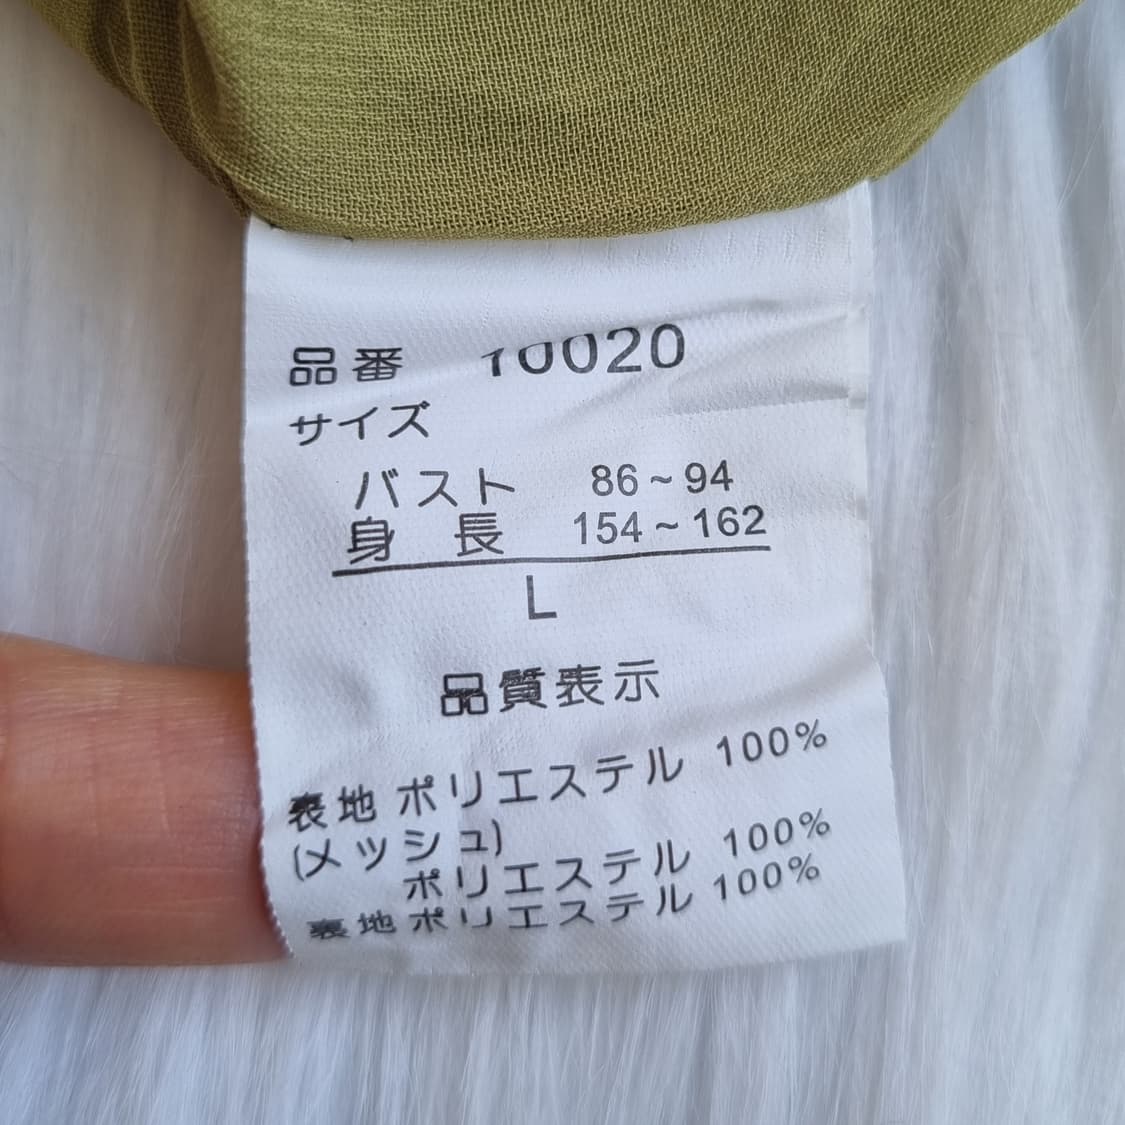 品番 10020
サイズ
バスト 86~94
身長 154~162
L
品質表示
表地 ポリエステル 100%
(メッシュ)
ポリエステル 100%
裏地 ポリエステル 100%